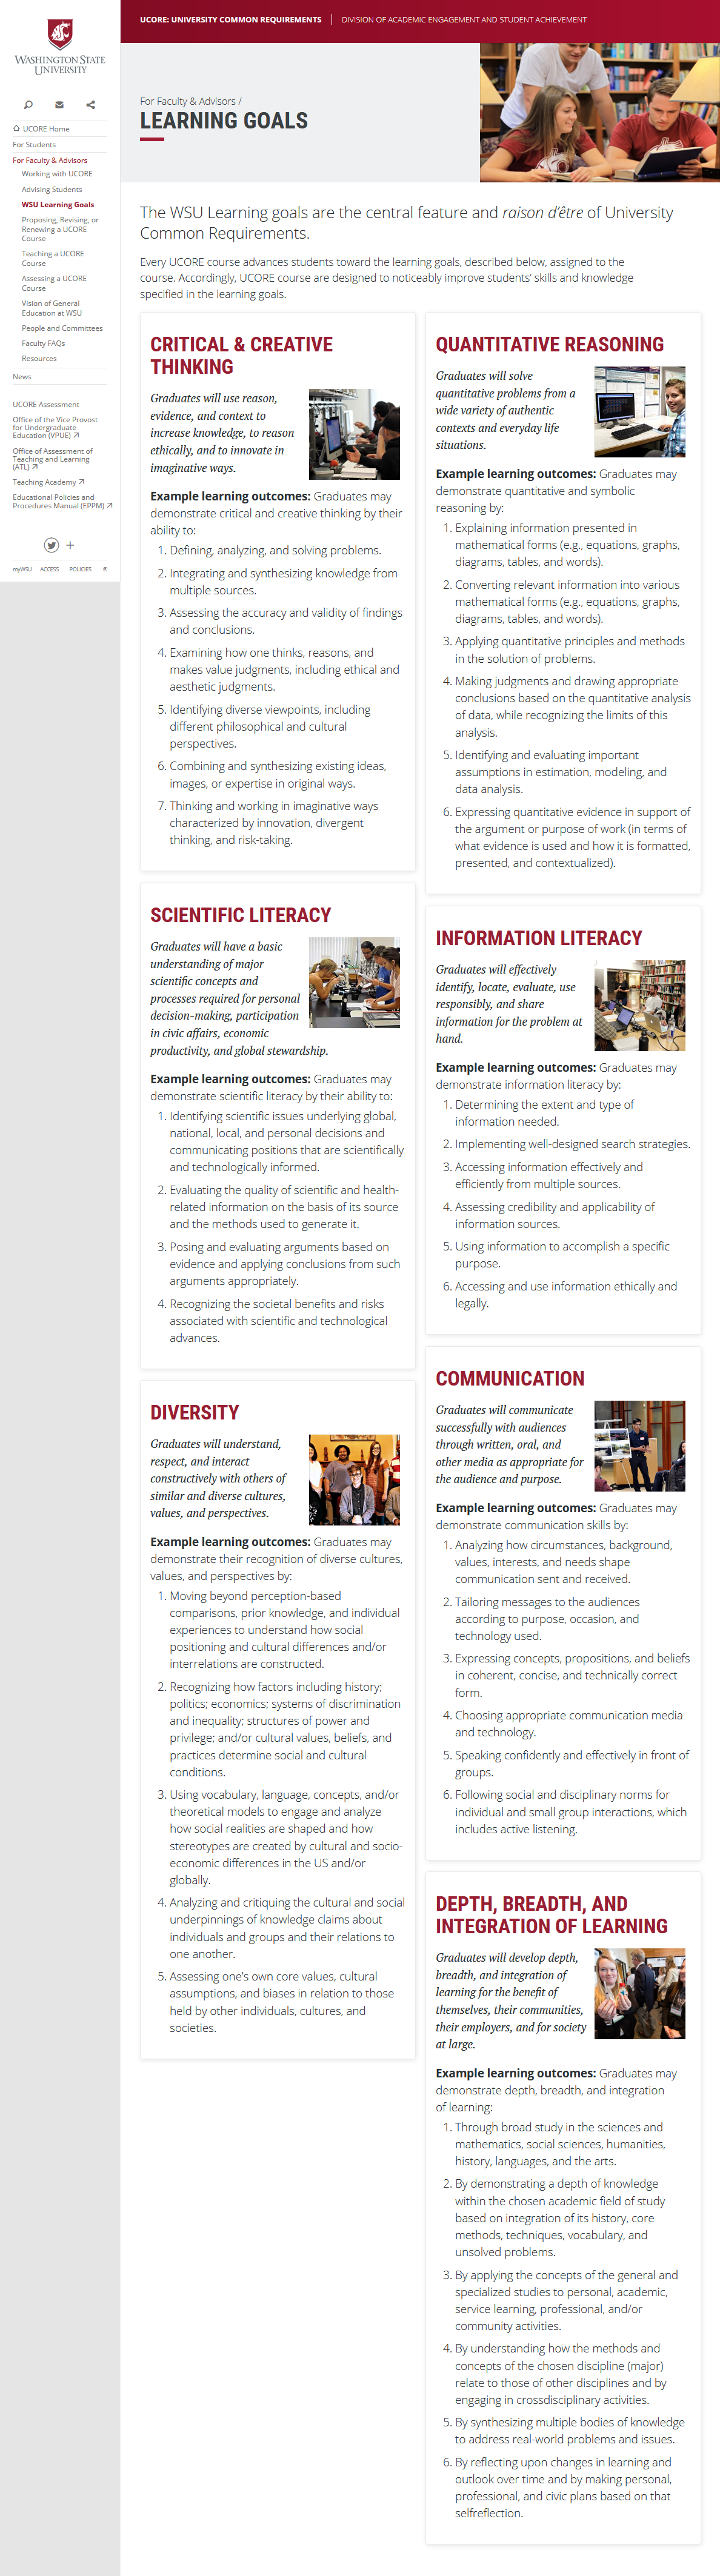 WASHINGTON STATE
UNIVERSITY
UCORE Home
For Students
For Faculty & Advisors
Working with UCORE
Advising Students
WSU Learning Goals
Proposing, Revising, or
Renewing a UCORE
Course
Teaching a UCORE
Course
Assessing a UCORE
Course
Vision of General
Education at WSU
People and Committees
Faculty FAQs
Resources
News
UCORE Assessment
Office of the Vice Provost
for Undergraduate
Education (VPUE)
Office of Assessment of
Teaching and Learning
(ATL)
Teaching Academy
Educational Policies and
Procedures Manual (EPPM)
myWSU ACCESS POLICIES ©
UCORE: UNIVERSITY COMMON REQUIREMENTS | DIVISION OF ACADEMIC ENGAGEMENT AND STUDENT ACHIEVEMENT
For Faculty & Advisors /
LEARNING GOALS
The WSU Learning goals are the central feature and raison d’être of University
Common Requirements.
Every UCORE course advances students toward the learning goals, described below, assigned to the
course. Accordingly, UCORE course are designed to noticeably improve students’ skills and knowledge
specified in the learning goals.
CRITICAL & CREATIVE
THINKING
Graduates will use reason,
evidence, and context to
increase knowledge, to reason
ethically, and to innovate in
imaginative ways.
Example learning outcomes: Graduates may
demonstrate critical and creative thinking by their
ability to:
1. Defining, analyzing, and solving problems.
2. Integrating and synthesizing knowledge from
multiple sources.
3. Assessing the accuracy and validity of findings
and conclusions.
4. Examining how one thinks, reasons, and
makes value judgments, including ethical and
aesthetic judgments.
5. Identifying diverse viewpoints, including
different philosophical and cultural
perspectives.
6. Combining and synthesizing existing ideas,
images, or expertise in original ways.
7. Thinking and working in imaginative ways
characterized by innovation, divergent
thinking, and risk-taking.
SCIENTIFIC LITERACY
Graduates will have a basic
understanding of major
scientific concepts and
processes required for personal
decision-making, participation
in civic affairs, economic
productivity, and global stewardship.
Example learning outcomes: Graduates may
demonstrate scientific literacy by their ability to:
1. Identifying scientific issues underlying global,
national, local, and personal decisions and
communicating positions that are scientifically
and technologically informed.
2. Evaluating the quality of scientific and health-
related information on the basis of its source
and the methods used to generate it.
3. Posing and evaluating arguments based on
evidence and applying conclusions from such
arguments appropriately.
4. Recognizing the societal benefits and risks
associated with scientific and technological
advances.
DIVERSITY
Graduates will understand,
respect, and interact
constructively with others of
similar and diverse cultures,
values, and perspectives.
Example learning outcomes: Graduates may
demonstrate their recognition of diverse cultures,
values, and perspectives by:
1. Moving beyond perception-based
comparisons, prior knowledge, and individual
experiences to understand how social
positioning and cultural differences and/or
interrelations are constructed.
2. Recognizing how factors including history;
politics; economics; systems of discrimination
and inequality; structures of power and
privilege; and/or cultural values, beliefs, and
practices determine social and cultural
conditions.
3. Using vocabulary, language, concepts, and/or
theoretical models to engage and analyze
how social realities are shaped and how
stereotypes are created by cultural and socio-
economic differences in the US and/or
globally.
4. Analyzing and critiquing the cultural and social
underpinnings of knowledge claims about
individuals and groups and their relations to
one another.
5. Assessing one’s own core values, cultural
assumptions, and biases in relation to those
held by other individuals, cultures, and
societies.
QUANTITATIVE REASONING
Graduates will solve
quantitative problems from a
wide variety of authentic
contexts and everyday life
situations.
Example learning outcomes: Graduates may
demonstrate quantitative and symbolic
reasoning by:
1. Explaining information presented in
mathematical forms (e.g., equations, graphs,
diagrams, tables, and words).
2. Converting relevant information into various
mathematical forms (e.g., equations, graphs,
diagrams, tables, and words).
3. Applying quantitative principles and methods
in the solution of problems.
4. Making judgments and drawing appropriate
conclusions based on the quantitative analysis
of data, while recognizing the limits of this
analysis.
5. Identifying and evaluating important
assumptions in estimation, modeling, and
data analysis.
6. Expressing quantitative evidence in support of
the argument or purpose of work (in terms of
what evidence is used and how it is formatted,
presented, and contextualized).
INFORMATION LITERACY
Graduates will effectively
identify, locate, evaluate, use
responsibly, and share
information for the problem at
hand.
Example learning outcomes: Graduates may
demonstrate information literacy by:
1. Determining the extent and type of
information needed.
2. Implementing well-designed search strategies.
3. Accessing information effectively and
efficiently from multiple sources.
4. Assessing credibility and applicability of
information sources.
5. Using information to accomplish a specific
purpose.
6. Accessing and use information ethically and
legally.
COMMUNICATION
Graduates will communicate
successfully with audiences
through written, oral, and
other media as appropriate for
the audience and purpose.
Example learning outcomes: Graduates may
demonstrate communication skills by:
1. Analyzing how circumstances, background,
values, interests, and needs shape
communication sent and received.
2. Tailoring messages to the audiences
according to purpose, occasion, and
technology used.
3. Expressing concepts, propositions, and beliefs
in coherent, concise, and technically correct
form.
4. Choosing appropriate communication media
and technology.
5. Speaking confidently and effectively in front of
groups.
6. Following social and disciplinary norms for
individual and small group interactions, which
includes active listening.
DEPTH, BREADTH, AND
INTEGRATION OF LEARNING
Graduates will develop depth,
breadth, and integration of
learning for the benefit of
themselves, their communities,
their employers, and for society
at large.
Example learning outcomes: Graduates may
demonstrate depth, breadth, and integration
of learning:
1. Through broad study in the sciences and
mathematics, social sciences, humanities,
history, languages, and the arts.
2. By demonstrating a depth of knowledge
within the chosen academic field of study
based on integration of its history, core
methods, techniques, vocabulary, and
unsolved problems.
3. By applying the concepts of the general and
specialized studies to personal, academic,
service learning, professional, and/or
community activities.
4. By understanding how the methods and
concepts of the chosen discipline (major)
relate to those of other disciplines and by
engaging in crossdisciplinary activities.
5. By synthesizing multiple bodies of knowledge
to address real-world problems and issues.
6. By reflecting upon changes in learning and
outlook over time and by making personal,
professional, and civic plans based on that
selfreflection.